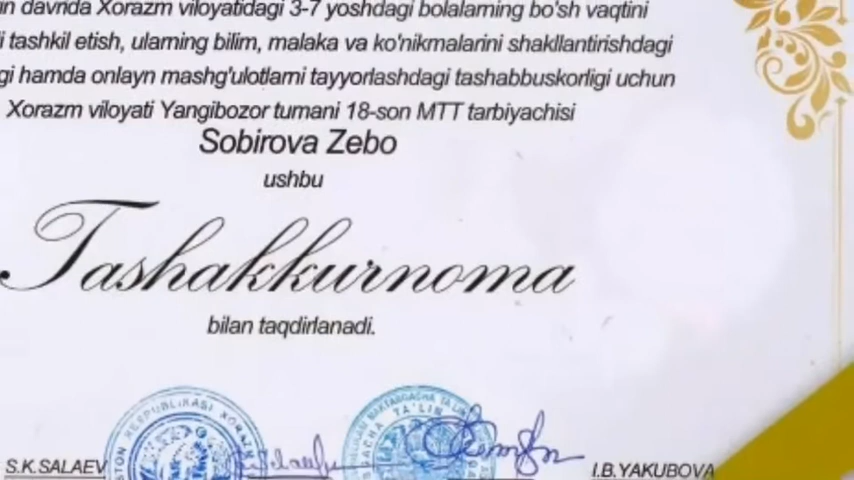 davrida Xorazm viloyatidagi 3-7 yoshdagi bolalarning bo'sh vaqtini
tashkil etish, ularning bilim, malaka va ko'nikmalarini shakllantirishdagi
hamda onlayn mashg'ulotlarni tayyorlashdagi tashabbuskorligi uchun
Xorazm viloyati Yangibozor tumani 18-son MTT tarbiyachisi
Sobirova Zebo
ushbu
Tashakkurnoma
bilan taqdirlanadi.
S.K.SALAEV I.B.YAKUBOVA